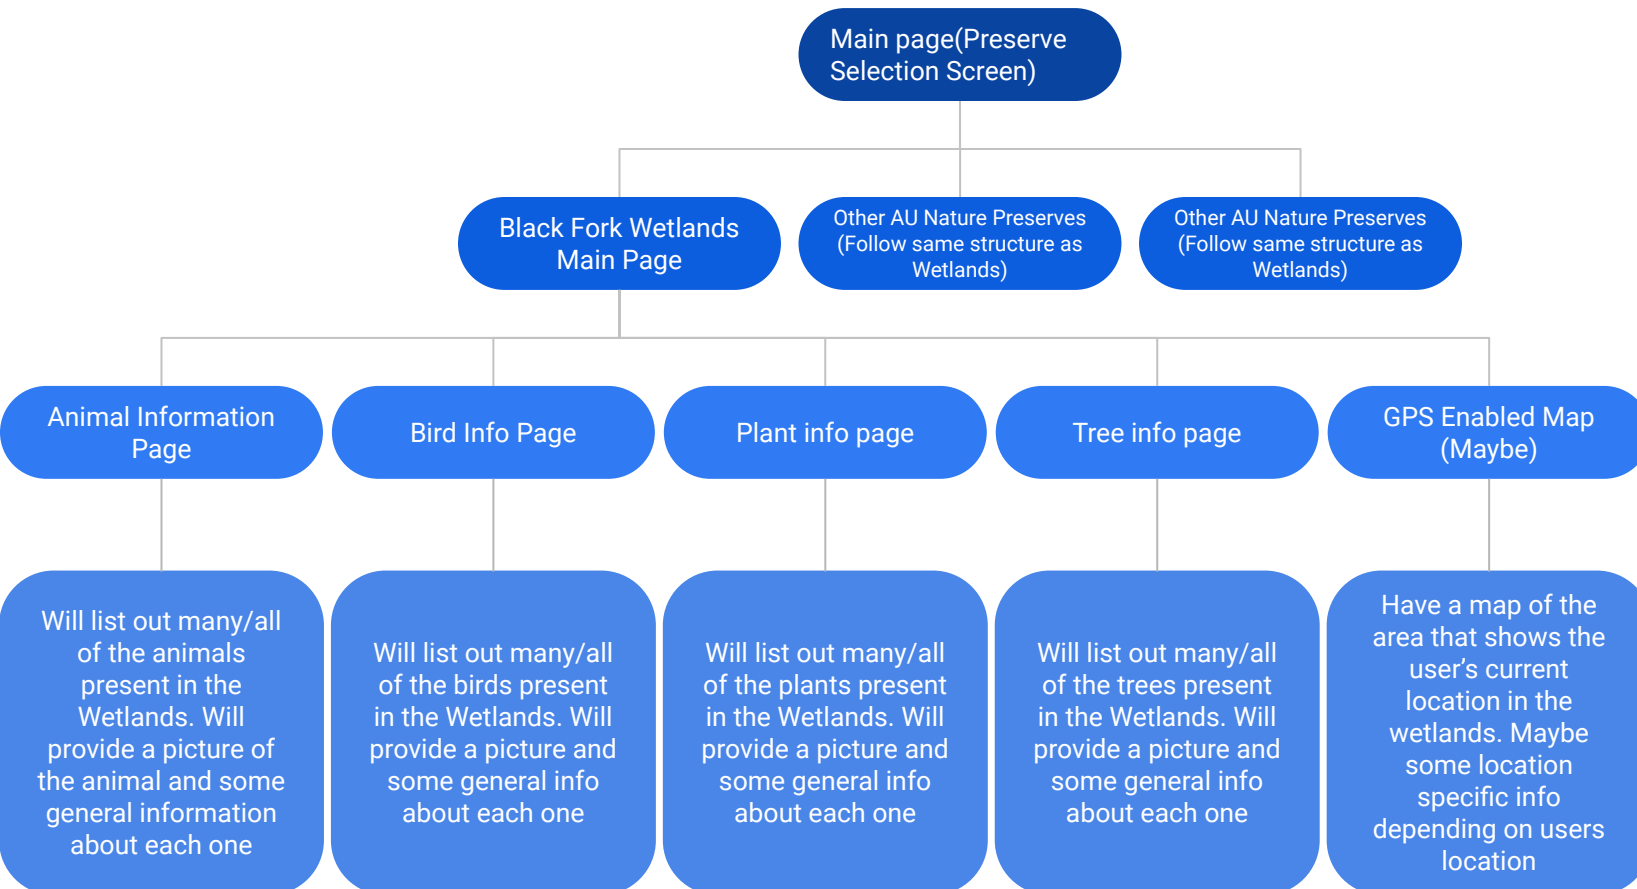 Main page(Preserve
Selection Screen)
Black Fork Wetlands
Main Page
Other AU Nature Preserves
(Follow same structure as
Wetlands)
Other AU Nature Preserves
(Follow same structure as
Wetlands)
Animal Information
Page
Bird Info Page
Plant info page
Tree info page
GPS Enabled Map
(Maybe)
Will list out many/all
of the animals
present in the
Wetlands. Will
provide a picture of
the animal and some
general information
about each one
Will list out many/all
of the birds present
in the Wetlands. Will
provide a picture and
some general info
about each one
Will list out many/all
of the plants present
in the Wetlands. Will
provide a picture and
some general info
about each one
Will list out many/all
of the trees present
in the Wetlands. Will
provide a picture and
some general info
about each one
Have a map of the
area that shows the
user’s current
location in the
wetlands. Maybe
some location
specific info
depending on users
location